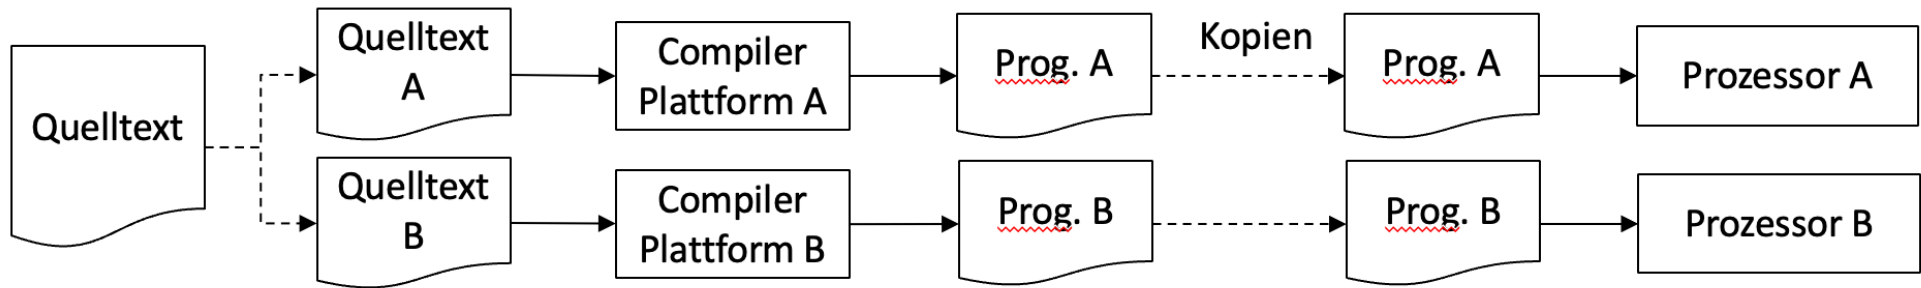 Quelltext
Quelltext
A
Compiler
Plattform A
Prog. A
Kopien
Prog. A
Prozessor A
Quelltext
B
Compiler
Plattform B
Prog. B
Prog. B
Prozessor B